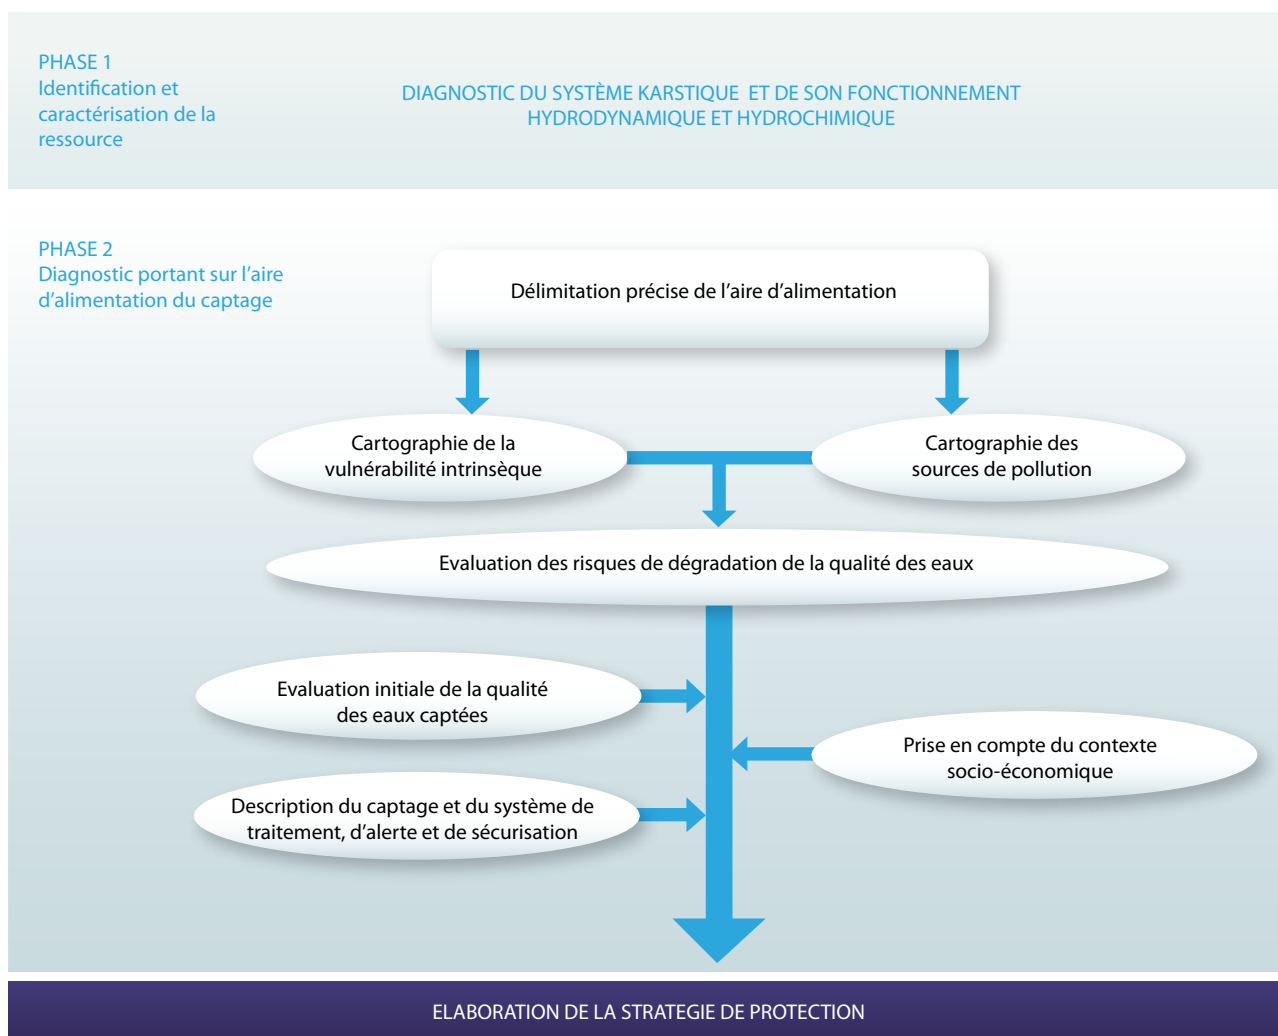 PHASE 1
Identification et
caractérisation de la
ressource
DIAGNOSTIC DU SYSTÈME KARSTIQUE ET DE SON FONCTIONNEMENT
HYDRODYNAMIQUE ET HYDROCHIMIQUE
PHASE 2
Diagnostic portant sur l'aire
d'alimentation du captage
Délimitation précise de l'aire d'alimentation
Cartographie de la
vulnérabilité intrinsèque
Cartographie des
sources de pollution
Evaluation des risques de dégradation de la qualité des eaux
Evaluation initiale de la qualité
des eaux captées
Prise en compte du contexte
socio-économique
Description du captage et du système de
traitement, d'alerte et de sécurisation
ELABORATION DE LA STRATEGIE DE PROTECTION